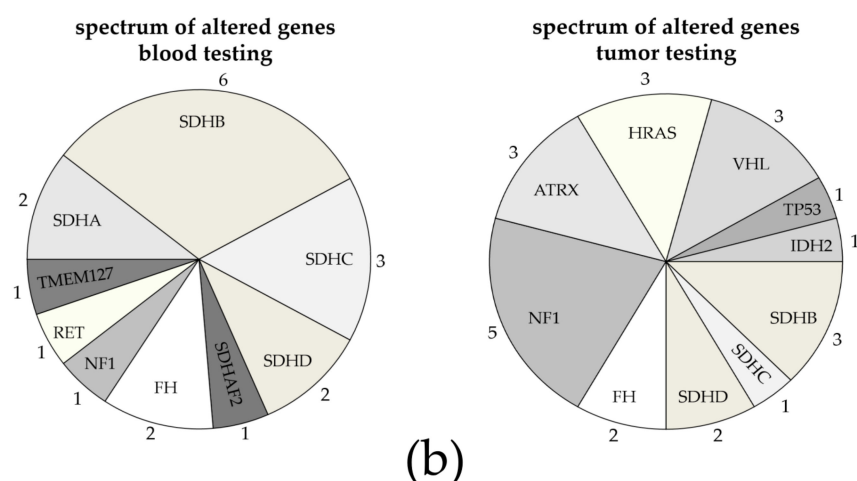 spectrum of altered genes
blood testing
6
SDHB
2
SDHA
SDHC
3
TMEM127
1
RET
1
NF1
1
FH
2
SDHAF2
1
SDHD
2
spectrum of altered genes
tumor testing
3
HRAS
3
VHL
3
ATRX
1
TP53
1
IDH2
5
NF1
SDHB
3
SDHC
1
FH
2
SDHD
2
(b)